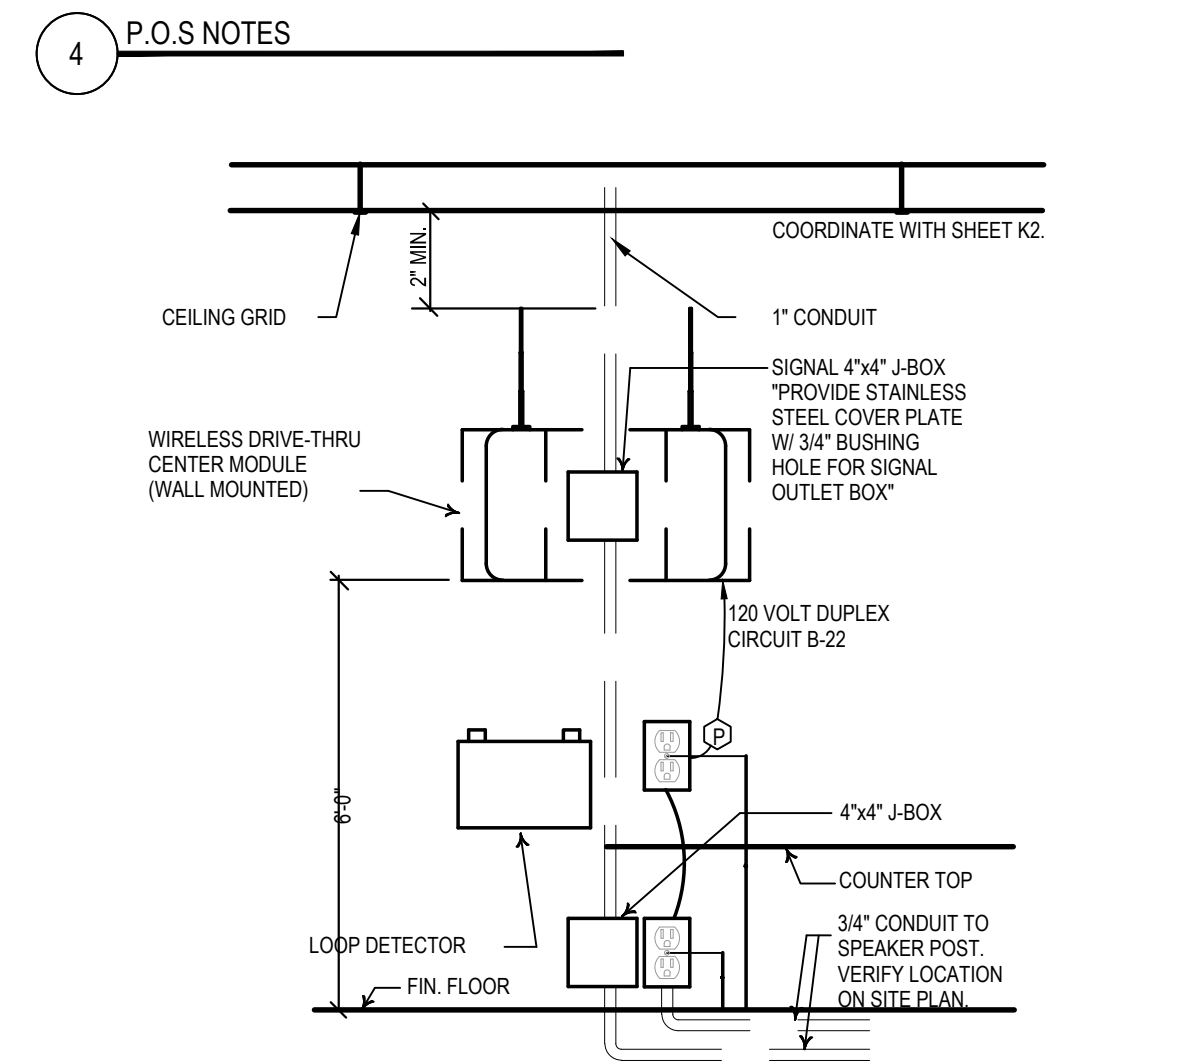 4
P.O.S NOTES
COORDINATE WITH SHEET K2.
2" MIN.
CEILING GRID
1" CONDUIT
SIGNAL 4"x4" J-BOX
"PROVIDE STAINLESS
STEEL COVER PLATE
W/ 3/4" BUSHING
HOLE FOR SIGNAL
OUTLET BOX"
WIRELESS DRIVE-THRU
CENTER MODULE
(WALL MOUNTED)
120 VOLT DUPLEX
CIRCUIT B-22
P
6'-0"
4"x4" J-BOX
COUNTER TOP
3/4" CONDUIT TO
SPEAKER POST.
VERIFY LOCATION
ON SITE PLAN.
LOOP DETECTOR
FIN. FLOOR